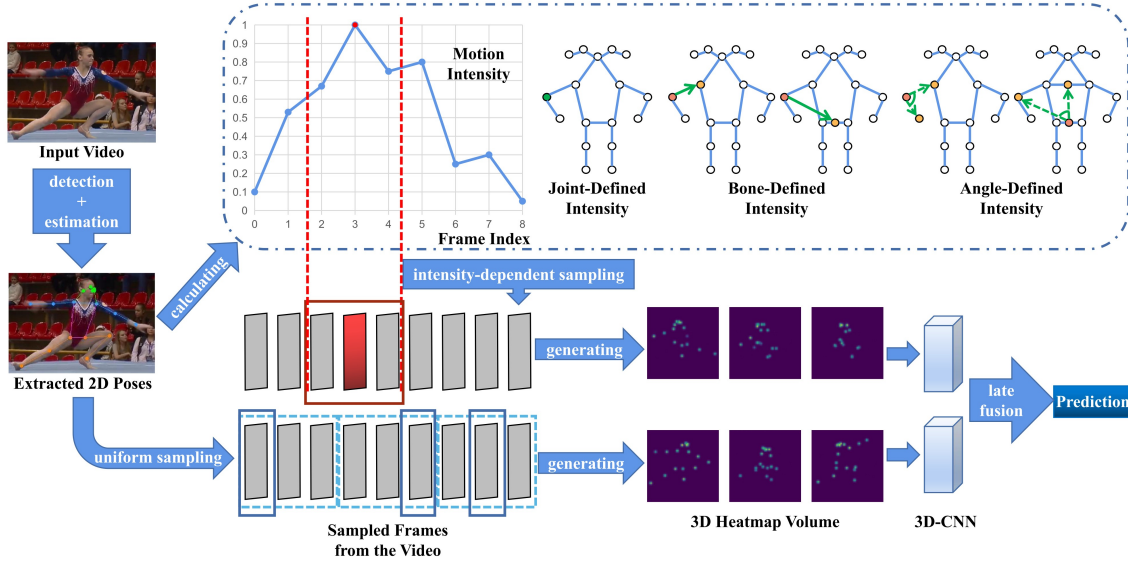 Input Video
detection
+
estimation
Extracted 2D Poses
calculating
uniform sampling
1
0.9
0.8
0.7
0.6
0.5
0.4
0.3
0.2
0.1
0
0 1 2 3 4 5 6 7 8
Motion
Intensity
Frame Index
Joint-Defined
Intensity
Bone-Defined
Intensity
Angle-Defined
Intensity
intensity-dependent sampling
generating
generating
late
fusion
Prediction
Sampled Frames
from the Video
3D Heatmap Volume
3D-CNN